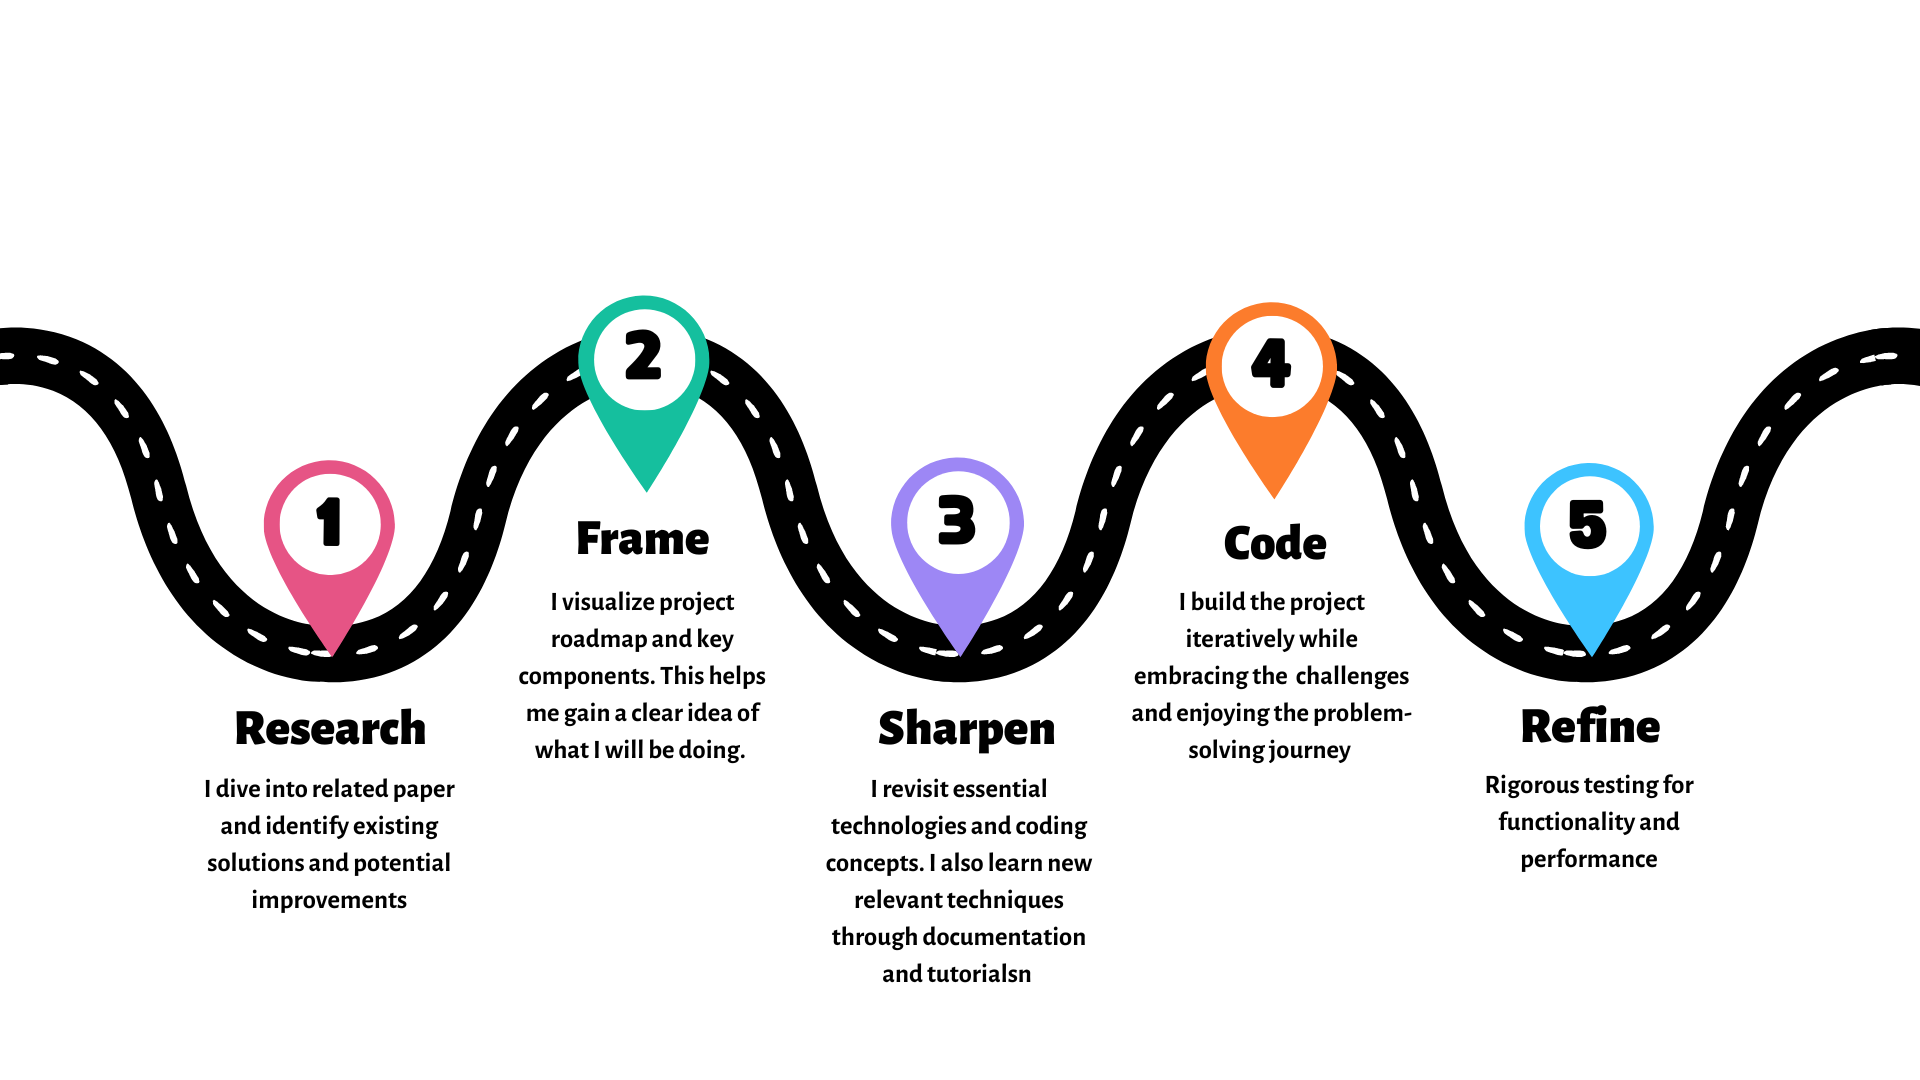 1
Research
I dive into related paper
and identify existing
solutions and potential
improvements
2
Frame
I visualize project
roadmap and key
components. This helps
me gain a clear idea of
what I will be doing.
3
Sharpen
I revisit essential
technologies and coding
concepts. I also learn new
relevant techniques
through documentation
and tutorialsn
4
Code
I build the project
iteratively while
embracing the  challenges
and enjoying the problem-
solving journey
5
Refine
Rigorous testing for
functionality and
performance